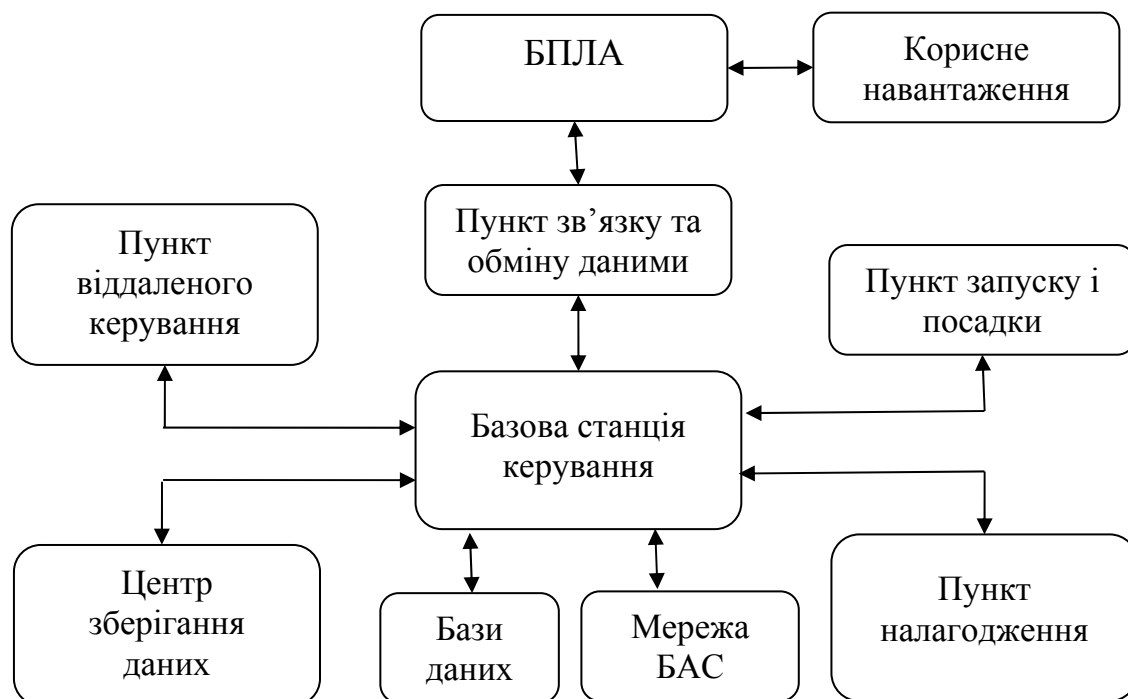 БПЛА
Корисне
навантаження
Пункт зв’язку та
обміну даними
Пункт
віддаленого
керування
Пункт запуску і
посадки
Базова станція
керування
Центр
зберігання
даних
Бази
даних
Мережа
БАС
Пункт
налагодження